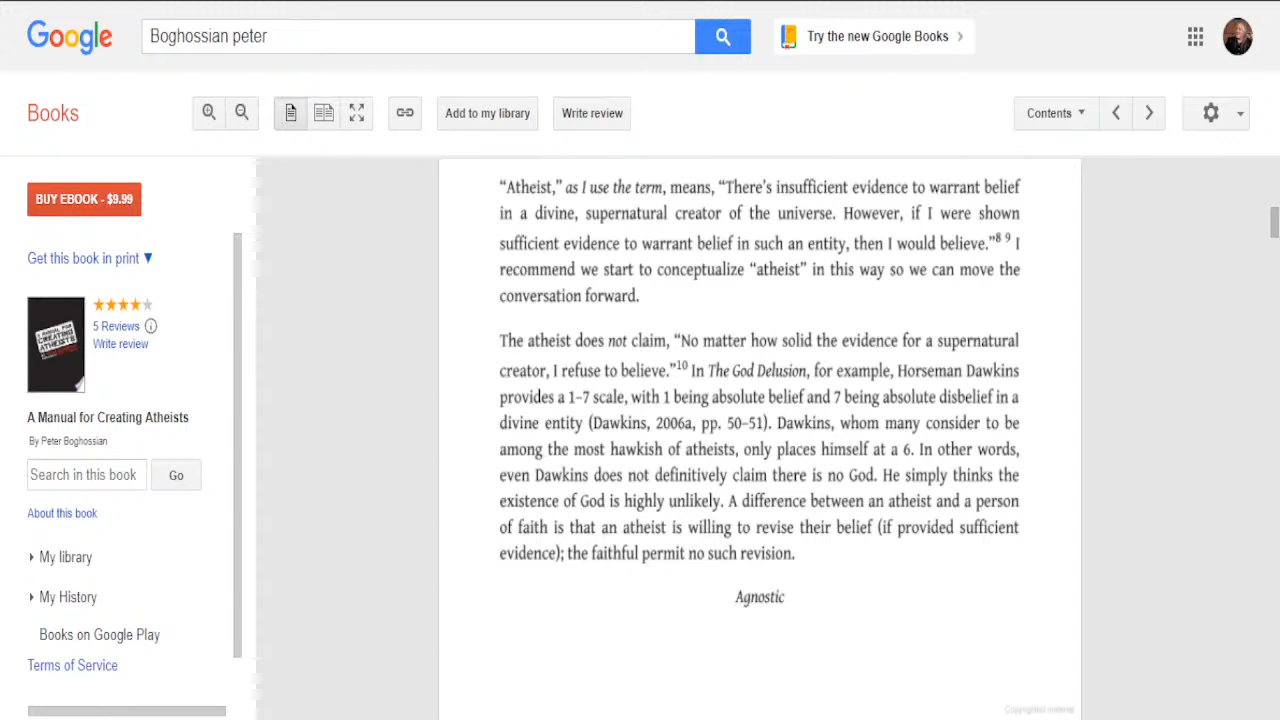 Google
Boghossian peter
Try the new Google Books
Books
Add to my library
Write review
Contents
BUY EBOOK - $9.99
Get this book in print ▼
5 Reviews
Write review
A MANUAL FOR
CREATING
ATHEISTS
A Manual for Creating Atheists
By Peter Boghossian
Search in this book
Go
About this book
My library
My History
Books on Google Play
Terms of Service
“Atheist,” as I use the term, means, “There’s insufficient evidence to warrant belief
in a divine, supernatural creator of the universe. However, if I were shown
sufficient evidence to warrant belief in such an entity, then I would believe.”8 9 I
recommend we start to conceptualize “atheist” in this way so we can move the
conversation forward.
The atheist does not claim, “No matter how solid the evidence for a supernatural
creator, I refuse to believe.”10 In The God Delusion, for example, Horseman Dawkins
provides a 1–7 scale, with 1 being absolute belief and 7 being absolute disbelief in a
divine entity (Dawkins, 2006a, pp. 50–51). Dawkins, whom many consider to be
among the most hawkish of atheists, only places himself at a 6. In other words,
even Dawkins does not definitively claim there is no God. He simply thinks the
existence of God is highly unlikely. A difference between an atheist and a person
of faith is that an atheist is willing to revise their belief (if provided sufficient
evidence); the faithful permit no such revision.
Agnostic
Copyrighted material